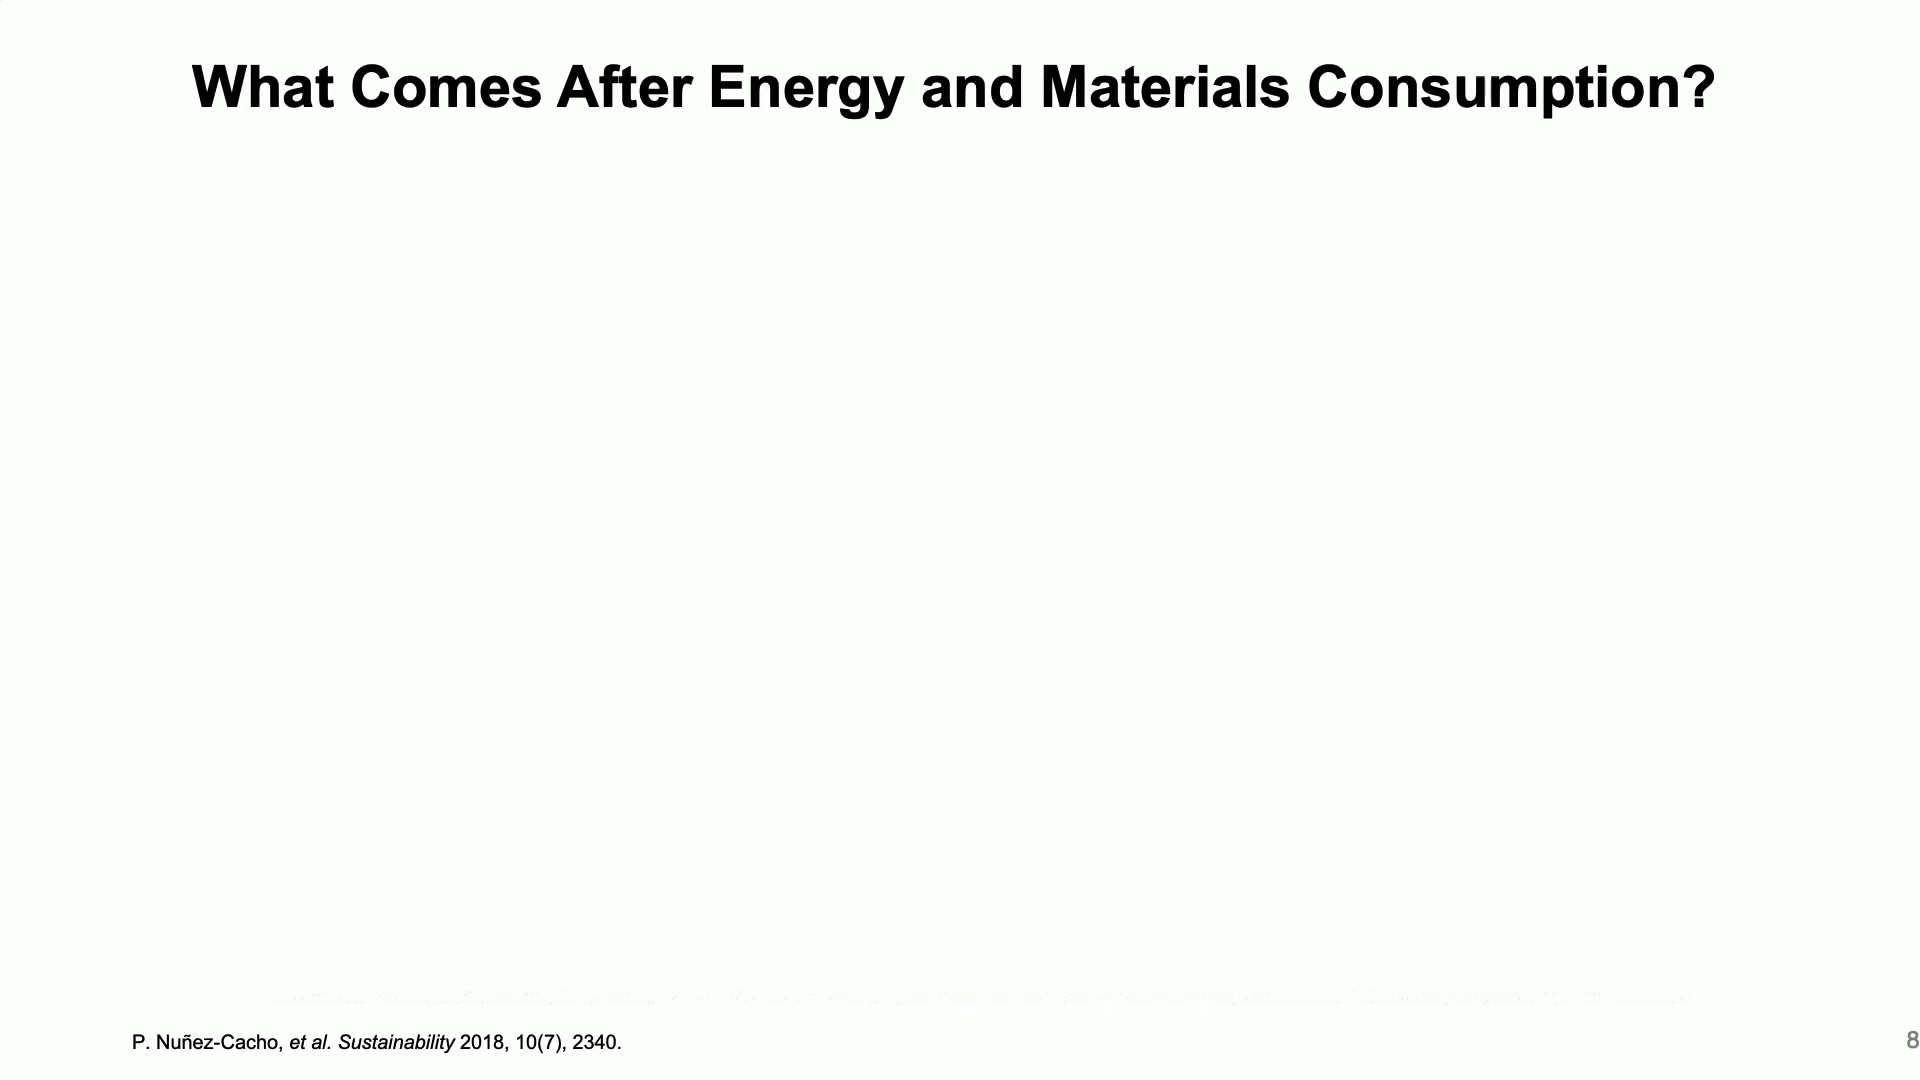 What Comes After Energy and Materials Consumption?
P. Nuñez-Cacho, et al. Sustainability 2018, 10(7), 2340.
8